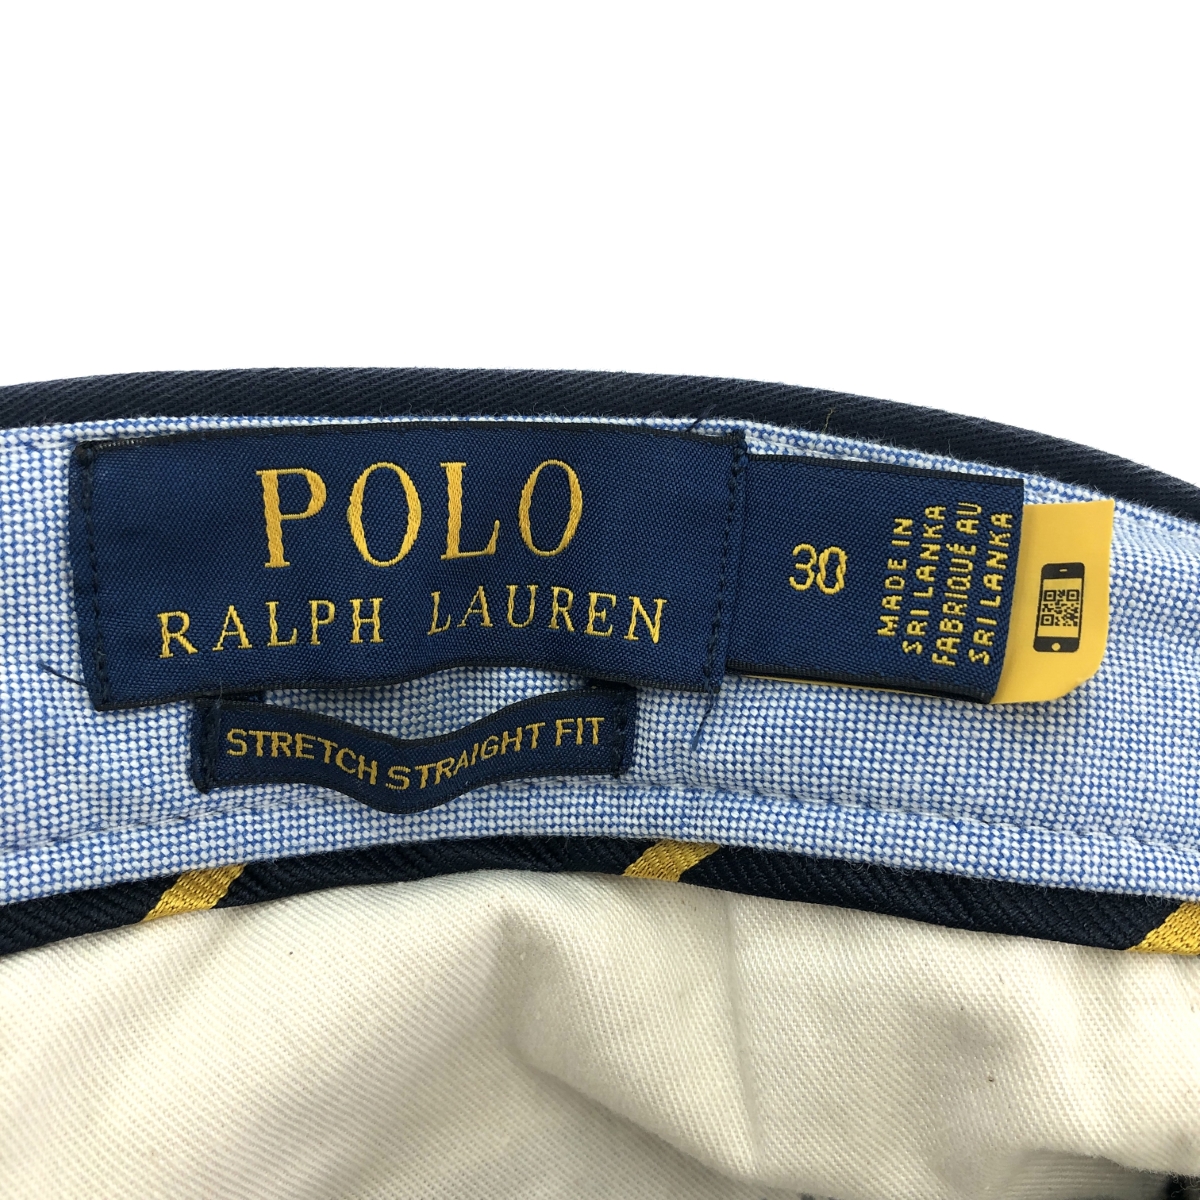 POLO
RALPH LAUREN
STRETCH STRAIGHT FIT
30
MADE IN
SRI LANKA
FABRIQUÉ AU
SRI LANKA